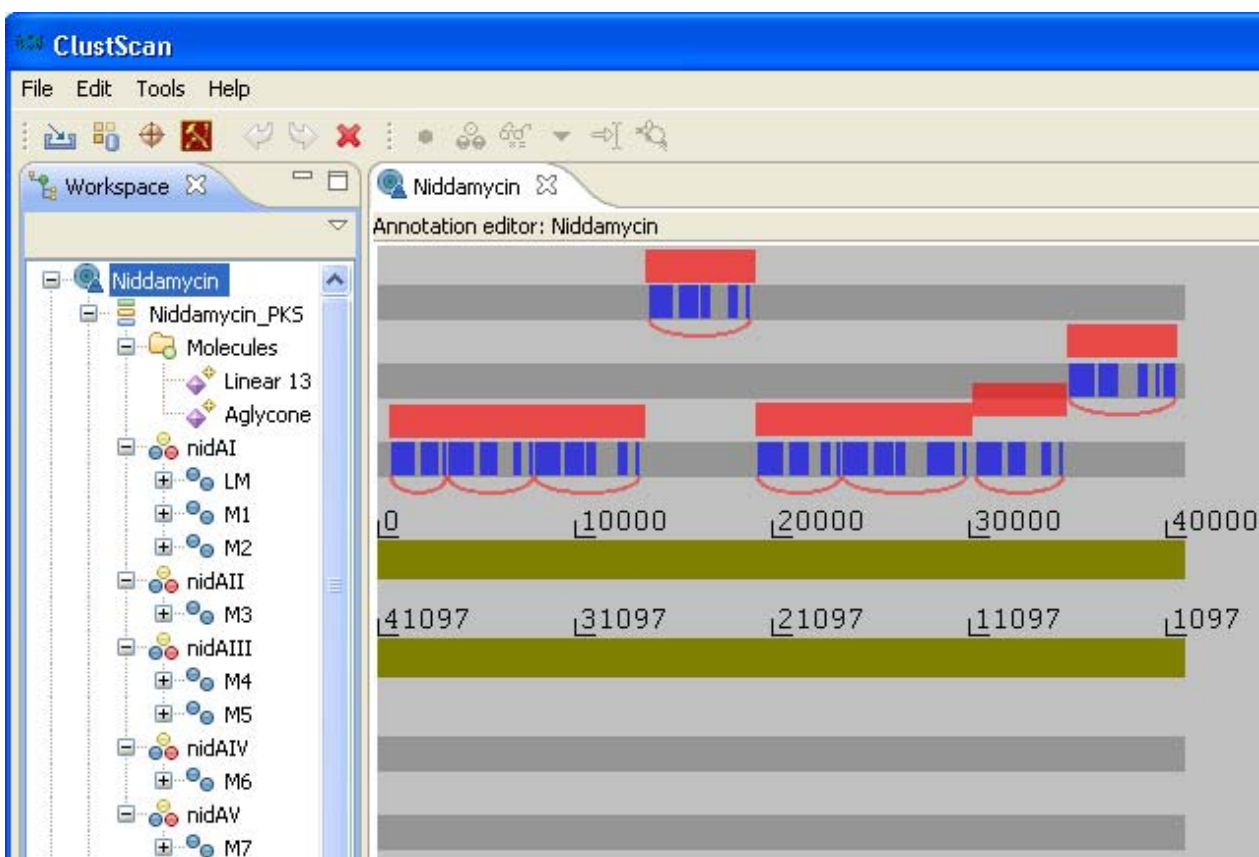 ClustScan
File Edit Tools Help
Workspace
Niddamycin
Annotation editor: Niddamycin
Niddamycin
Niddamycin_PKS
Molecules
Linear 13
Aglycone
nidAI
LM
M1
M2
nidAII
M3
nidAIII
M4
M5
nidAIV
M6
nidAV
M7
0 10000 20000 30000 40000
41097 31097 21097 11097 1097